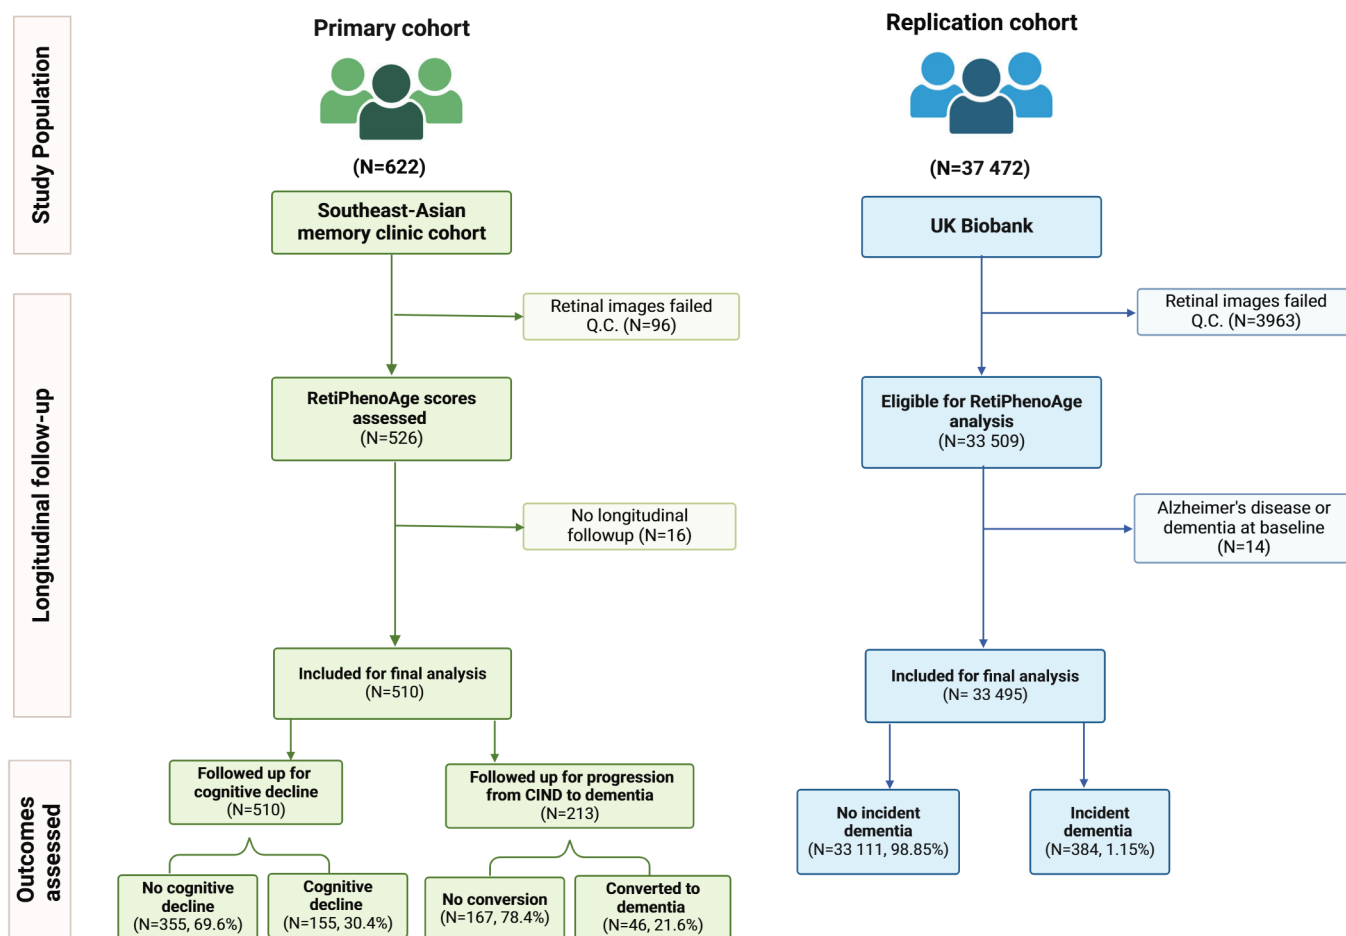 Study Population
Primary cohort
(N=622)
Southeast-Asian
memory clinic cohort
Replication cohort
(N=37 472)
UK Biobank
Longitudinal follow-up
Retinal images failed
Q.C. (N=96)
RetiPhenoAge scores
assessed
(N=526)
No longitudinal
followup (N=16)
Included for final analysis
(N=510)
Retinal images failed
Q.C. (N=3963)
Eligible for RetiPhenoAge
analysis
(N=33 509)
Alzheimer's disease or
dementia at baseline
(N=14)
Included for final analysis
(N= 33 495)
Outcomes
assessed
Followed up for
cognitive decline
(N=510)
No cognitive
decline
(N=355, 69.6%)
Cognitive
decline
(N=155, 30.4%)
Followed up for progression
from CIND to dementia
(N=213)
No conversion
(N=167, 78.4%)
Converted to
dementia
(N=46, 21.6%)
No incident
dementia
(N=33 111, 98.85%)
Incident
dementia
(N=384, 1.15%)